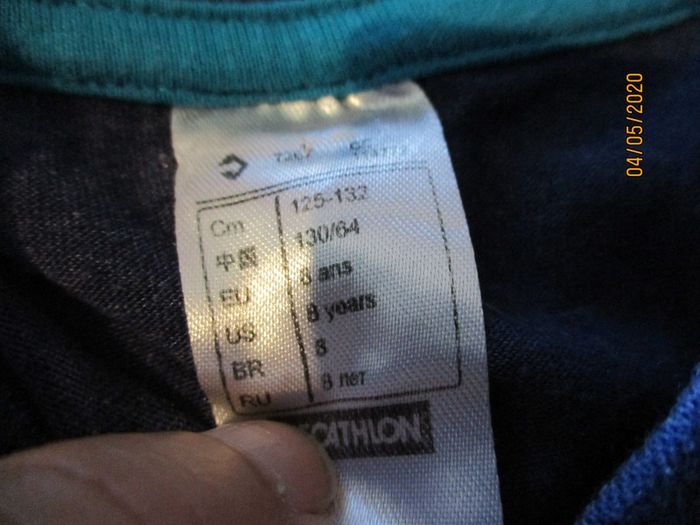 Cm 125-132
中国 130/64
EU 8 ans
US 8 years
BR 8
RU 8 лет
CATHLON
04/05/2020